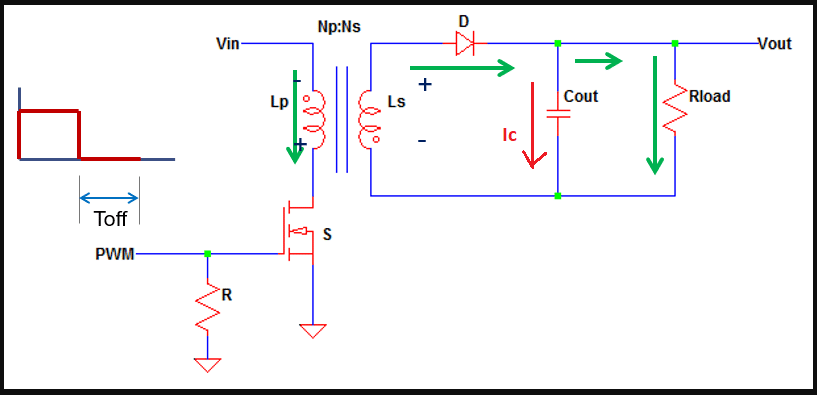 Np:Ns
D
Vin
Vout
-
+
Lp
Ls
Cout
Rload
+
-
Ic
Toff
S
PWM
R